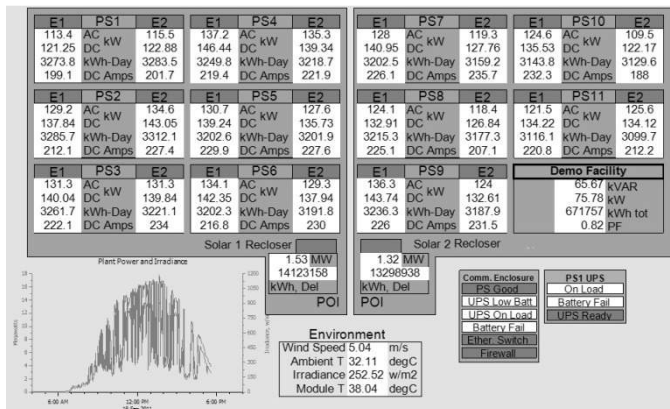 E1 PS1 E2
113.4 AC kW 115.5
121.25 DC 122.88
3273.8 kWh-Day 3283.5
199.1 DC Amps 201.7
E1 PS4 E2
137.2 AC kW 135.3
146.44 DC 139.34
3249.8 kWh-Day 3218.7
219.4 DC Amps 221.9
E1 PS7 E2
128 AC kW 119.3
140.95 DC 127.76
3202.5 kWh-Day 3159.2
226.1 DC Amps 235.7
E1 PS10 E2
124.6 AC kW 109.5
135.53 DC 122.17
3143.8 kWh-Day 3129.6
232.3 DC Amps 188
E1 PS2 E2
129.2 AC kW 134.6
137.84 DC 143.05
3285.7 kWh-Day 3312.1
212.1 DC Amps 227.4
E1 PS5 E2
130.7 AC kW 127.6
139.24 DC 135.73
3202.6 kWh-Day 3201.9
229.9 DC Amps 227.6
E1 PS8 E2
124.1 AC kW 118.4
132.91 DC 126.84
3215.3 kWh-Day 3177.3
225.1 DC Amps 207.1
E1 PS11 E2
121.5 AC kW 125.6
134.22 DC 134.12
3116.1 kWh-Day 3099.7
220.8 DC Amps 212.2
E1 PS3 E2
131.3 AC kW 131.3
140.04 DC 139.84
3261.7 kWh-Day 3221.1
222.1 DC Amps 234
E1 PS6 E2
134.1 AC kW 129.3
142.35 DC 137.94
3202.3 kWh-Day 3191.8
216.8 DC Amps 230
E1 PS9 E2
136.3 AC kW 124
143.74 DC 132.61
3236.3 kWh-Day 3187.9
226 DC Amps 231.5
Demo Facility
65.67 kVAR
75.78 kW
671757 kWh tot
0.82 PF
Solar 1 Recloser
1.53 MW
14123158
kWh, Del
POI
Solar 2 Recloser
1.32 MW
13298938
kWh, Del
POI
Plant Power and Irradiance
18
16
14
12
10
8
6
4
2
0
1200
1050
900
750
600
450
300
150
0
6:00 AM 12:00 PM 6:00 PM
Environment
Wind Speed 5.04 m/s
Ambient T 32.11 degC
Irradiance 252.52 w/m2
Module T 38.04 degC
Comm. Enclosure
PS Good
UPS Low Batt
UPS On Load
Battery Fail
Ether. Switch
Firewall
PS1 UPS
On Load
Battery Fail
UPS Ready